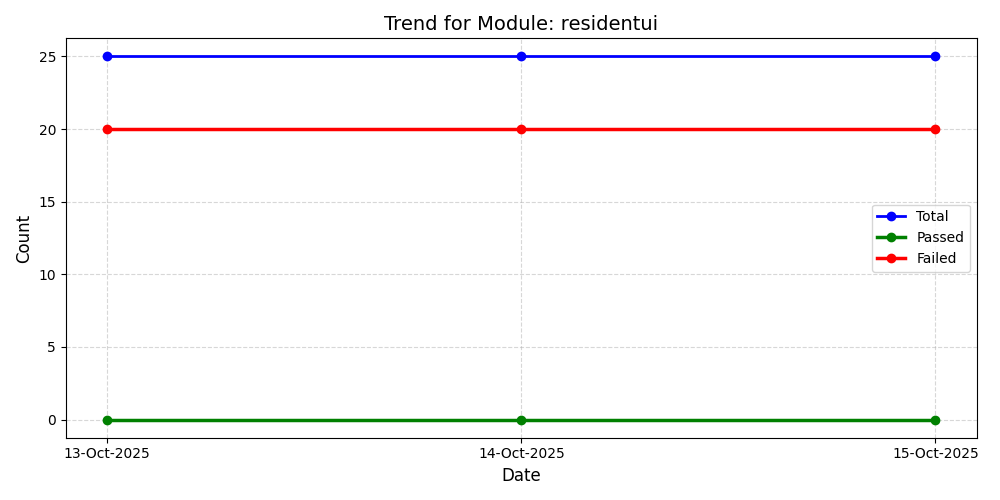 Trend for Module: residentui
Count
25
20
15
10
5
0
Total
Passed
Failed
13-Oct-2025
14-Oct-2025
15-Oct-2025
Date